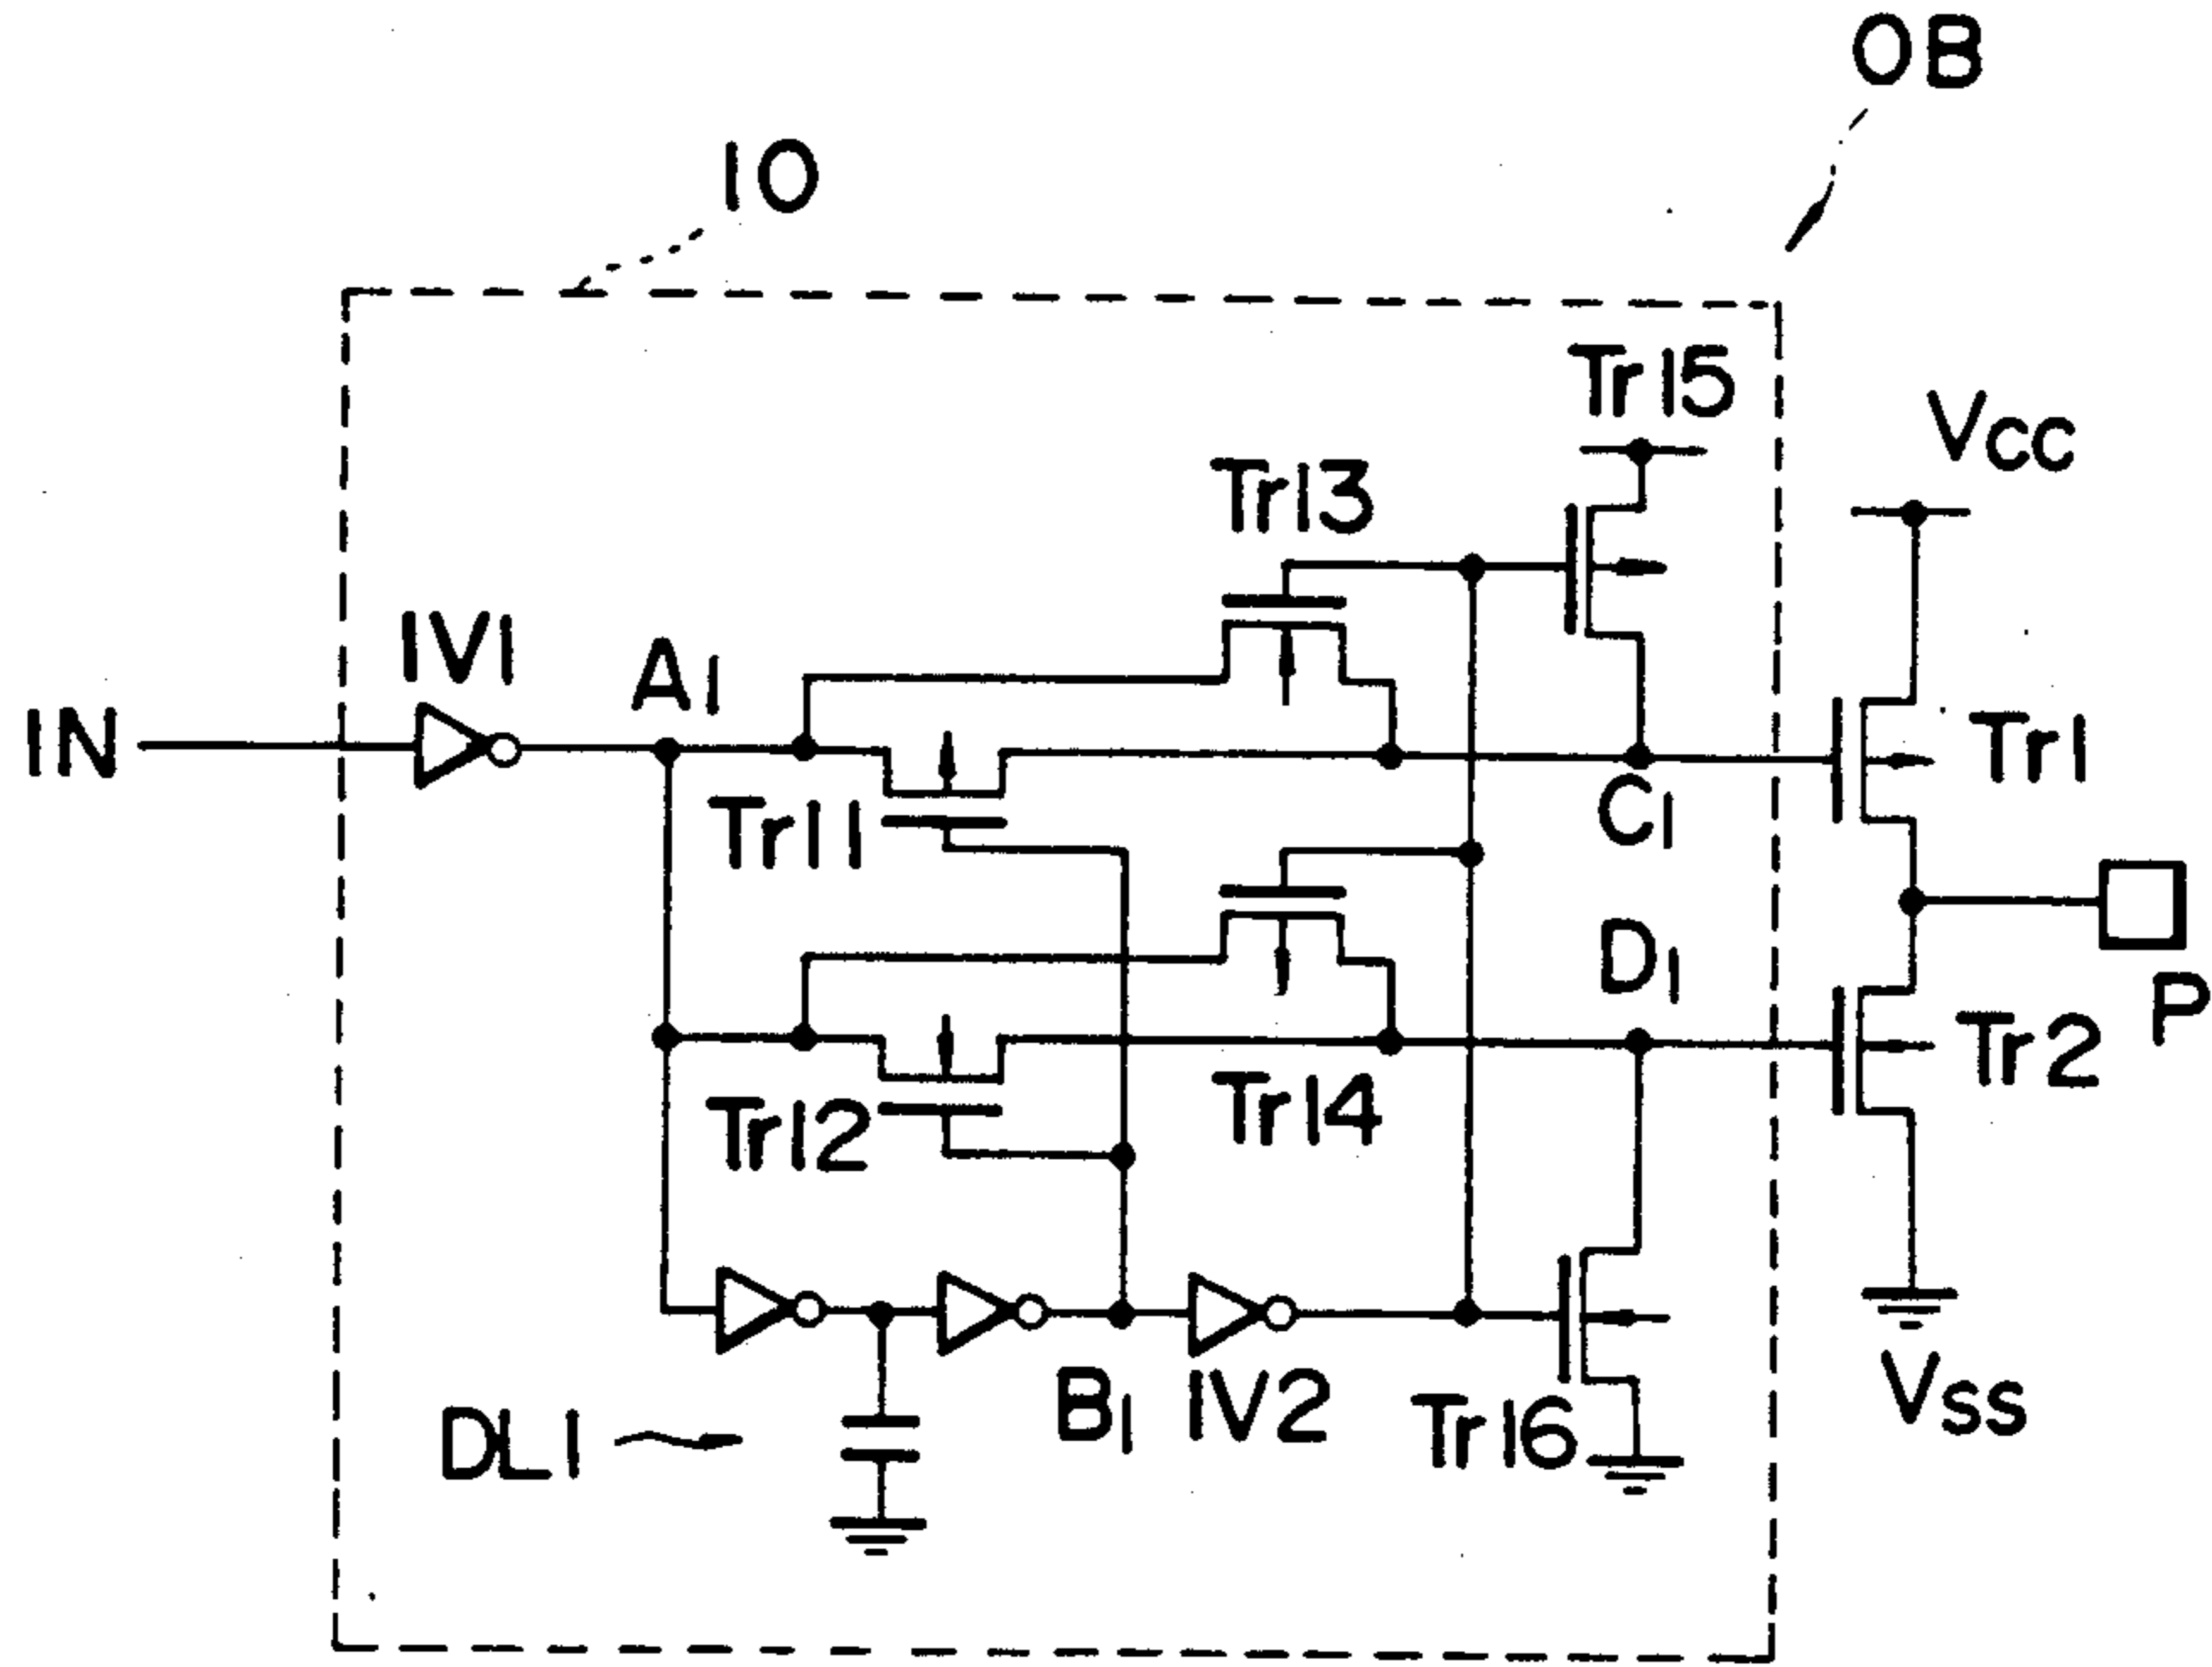 OB
10
Tr15
VCC
Tr13
IV1
A1
IN
Tr1
Tr11
C1
D1
P
Tr2
Tr12
Tr14
B1
IV2
Tr16
VSS
DL1